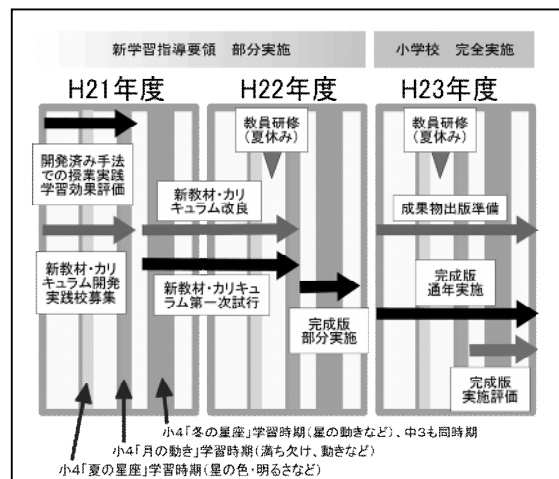 新学習指導要領 部分実施
小学校 完全実施
H21年度
H22年度
H23年度
教員研修
(夏休み)
教員研修
(夏休み)
開発済み手法
での授業実践
学習効果評価
新教材・カリ
キュラム改良
成果物出版準備
新教材・カリ
キュラム開発
実践校募集
新教材・カリキュ
ラム第一次試行
完成版
通年実施
完成版
部分実施
完成版
実施評価
小4「冬の星座」学習時期(星の動きなど)、中3も同時期
小4「月の動き」学習時期(満ち欠け、動きなど)
小4「夏の星座」学習時期(星の色・明るさなど)